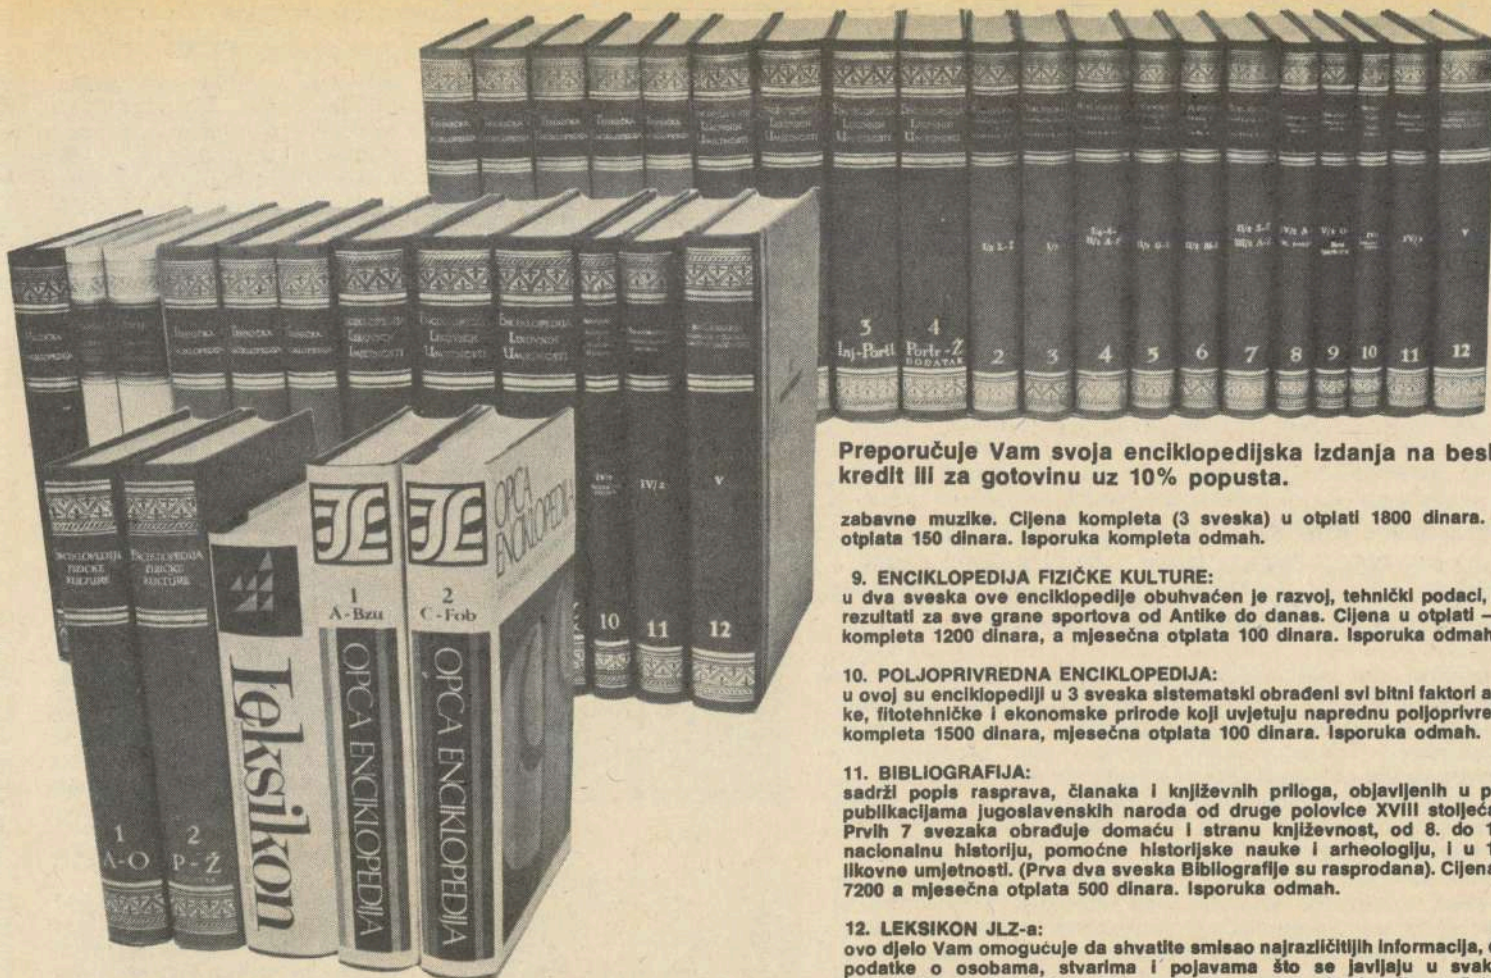 ENCIKLOPEDIJA
LIKOVNIH
UMJETNOSTI
3
Inj-Portl
4
Portr-Ž
DODATAK
2
3
4
5
6
7
8
9
10
11
12
V
IV/2
V
10
11
12
ENCIKLOPEDIJA
FIZIČKE
KULTURE
1
A-O
ENCIKLOPEDIJA
FIZIČKE
KULTURE
2
P-Ž
Leksikon
1
A-Bzu
OPĆA ENCIKLOPEDIJA
OPĆA
ENCIKLOPEDIJA
2
C-Fob
OPĆA ENCIKLOPEDIJA
Preporučuje Vam svoja enciklopedijska izdanja na besk
kredit ili za gotovinu uz 10% popusta.
zabavne muzike. Cijena kompleta (3 sveska) u otplati 1800 dinara.
otplata 150 dinara. Isporuka kompleta odmah.
9. ENCIKLOPEDIJA FIZIČKE KULTURE:
u dva sveska ove enciklopedije obuhvaćen je razvoj, tehnički podaci,
rezultati za sve grane sportova od Antike do danas. Cijena u otplati –
kompleta 1200 dinara, a mjesečna otplata 100 dinara. Isporuka odmah
10. POLJOPRIVREDNA ENCIKLOPEDIJA:
u ovoj su enciklopediji u 3 sveska sistematski obrađeni svi bitni faktori a
ke, fitotehničke i ekonomske prirode koji uvjetuju naprednu poljoprivre
kompleta 1500 dinara, mjesečna otplata 100 dinara. Isporuka odmah.
11. BIBLIOGRAFIJA:
sadrži popis rasprava, članaka i književnih priloga, objavljenih u p
publikacijama jugoslavenskih naroda od druge polovice XVIII stoljeća
Prvih 7 svezaka obrađuje domaću i stranu književnost, od 8. do 1
nacionalnu historiju, pomoćne historijske nauke i arheologiju, i u 1
likovne umjetnosti. (Prva dva sveska Bibliografije su rasprodana). Cijena
7200 a mjesečna otplata 500 dinara. Isporuka odmah.
12. LEKSIKON JLZ-a:
ovo djelo Vam omogućuje da shvatite smisao najrazličitijih informacija,
podatke o osobama, stvarima i pojavama što se javljaju u svak